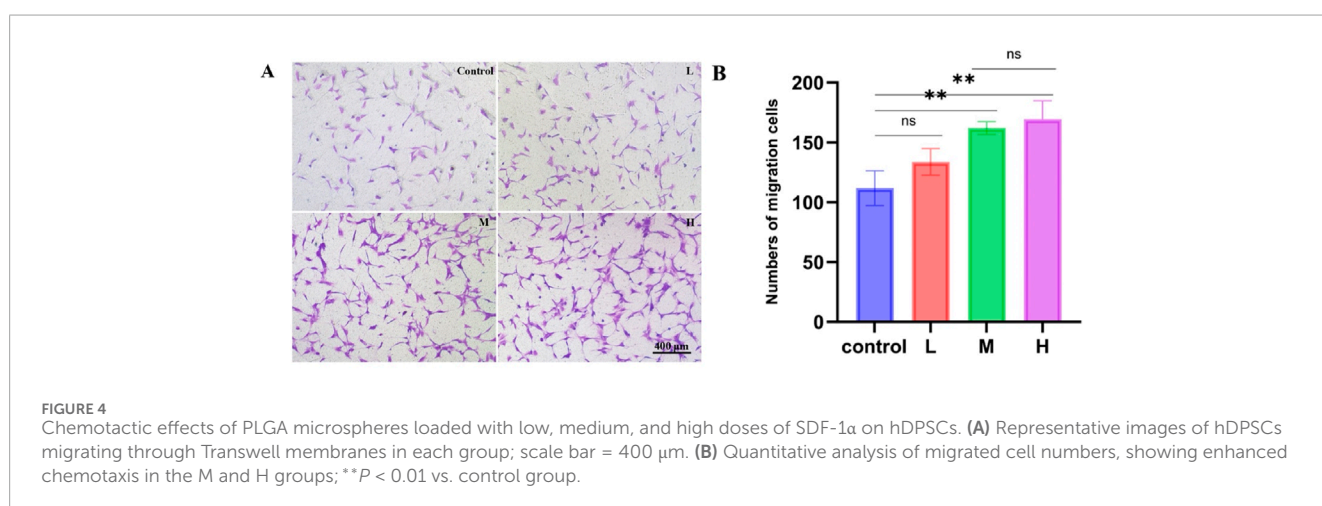 A
Control
L
M
H
400 μm
B
ns
**
**
ns
200
150
100
50
0
Numbers of migration cells
control L M H
FIGURE 4
Chemotactic effects of PLGA microspheres loaded with low, medium, and high doses of SDF-1α on hDPSCs. (A) Representative images of hDPSCs
migrating through Transwell membranes in each group; scale bar = 400 μm. (B) Quantitative analysis of migrated cell numbers, showing enhanced
chemotaxis in the M and H groups; **P < 0.01 vs. control group.